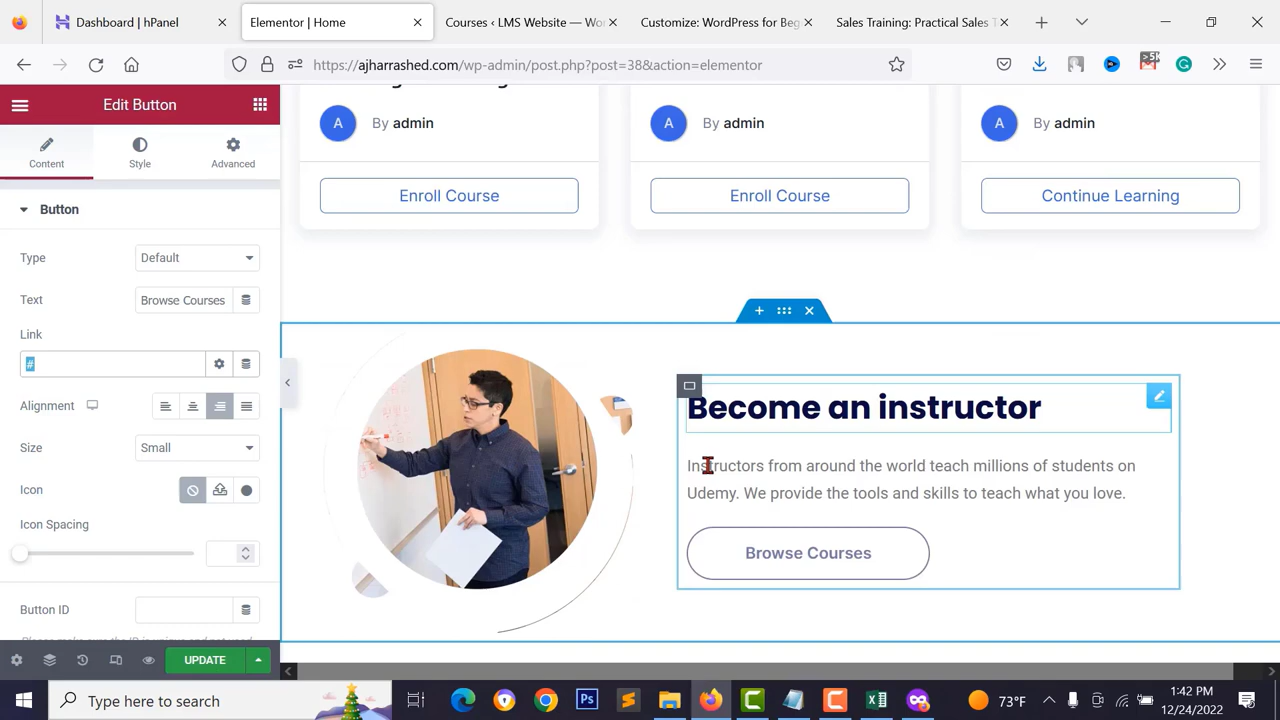 Dashboard | hPanel
Elementor | Home
Courses ‹ LMS Website — Wor
Customize: WordPress for Beg
Sales Training: Practical Sales T
https://ajharrashed.com/wp-admin/post.php?post=38&action=elementor
Edit Button
Content
Style
Advanced
Button
Type
Default
Text
Browse Courses
Link
#
Alignment
Size
Small
Icon
Icon Spacing
Button ID
UPDATE
A
By admin
A
By admin
A
By admin
Enroll Course
Enroll Course
Continue Learning
Become an instructor
Instructors from around the world teach millions of students on
Udemy. We provide the tools and skills to teach what you love.
Browse Courses
Type here to search
Ps
73°F
1:42 PM
12/24/2022